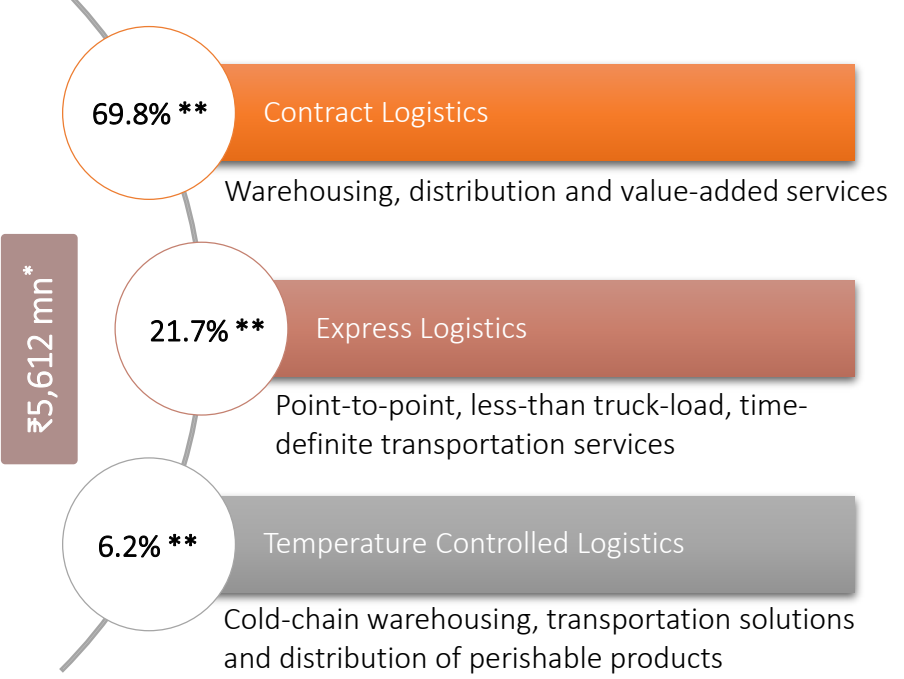 69.8% **
Contract Logistics
Warehousing, distribution and value-added services
₹5,612 mn*
21.7% **
Express Logistics
Point-to-point, less-than truck-load, time-
definite transportation services
6.2% **
Temperature Controlled Logistics
Cold-chain warehousing, transportation solutions
and distribution of perishable products